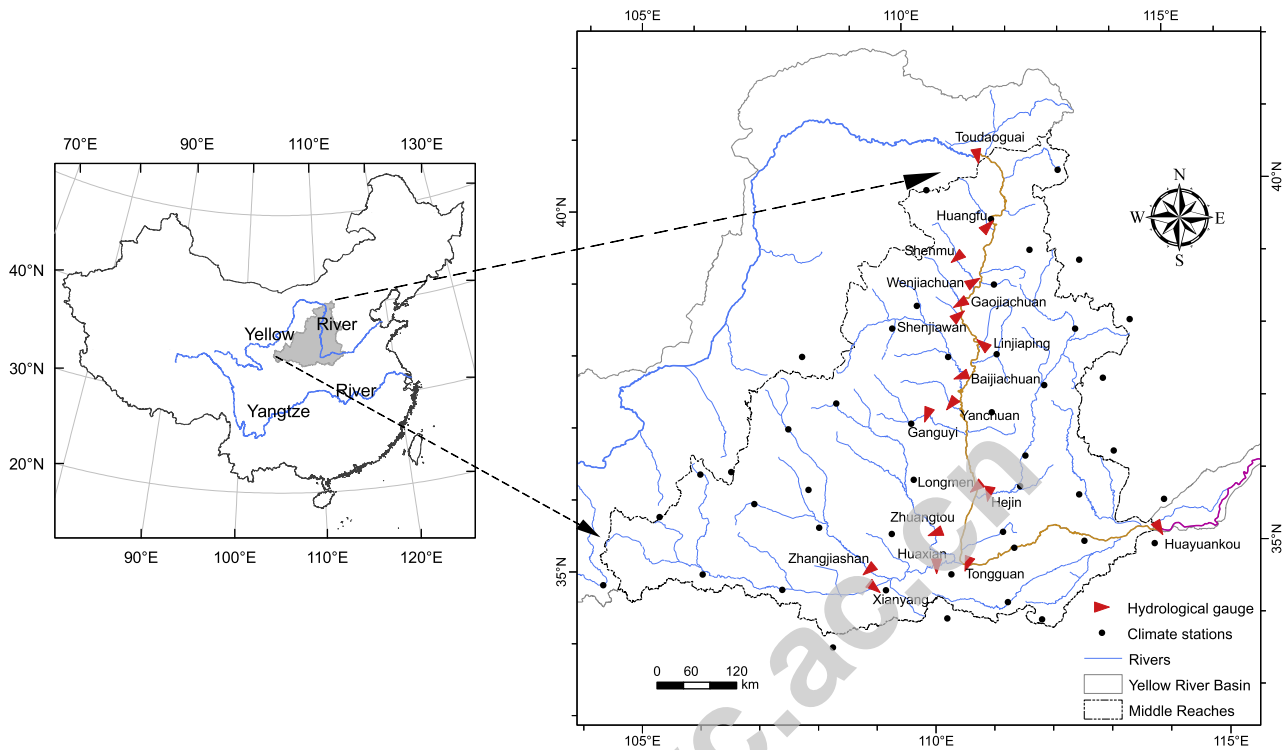 105°E 110°E 115°E
70°E 90°E 110°E 130°E
40°N
30°N
20°N
90°E 100°E 110°E 120°E
Yellow River
Yangtze River
40°N
35°N
40°N
35°N
N
W E
S
Toudaoguai
Huangfu
Shenmu
Wenjiachuan
Gaojiachuan
Shenjiawan
Linjiaping
Baijiachuan
Yanchuan
Ganguyi
Longmen
Hejin
Zhuangtou
Huaxian
Zhangjiashan
Tongguan
Xianyang
Huayuankou
0 60 120
km
Hydrological gauge
Climate stations
Rivers
Yellow River Basin
Middle Reaches
105°E 110°E 115°E
c.ac.cn